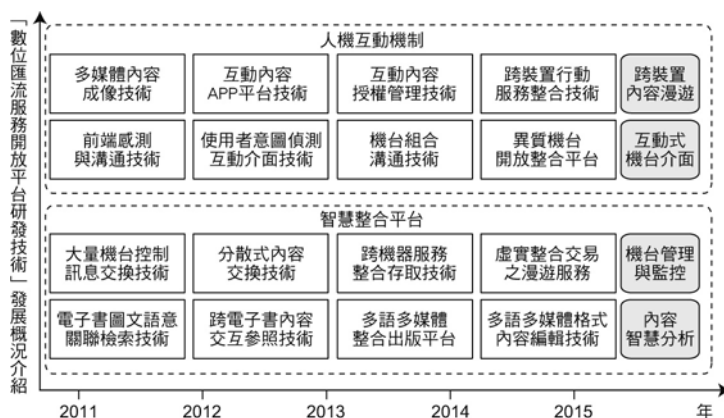 「數位匯流服務開放平台研發技術」發展概況介紹
人機互動機制
多媒體內容
成像技術
互動內容
APP平台技術
互動內容
授權管理技術
跨裝置行動
服務整合技術
跨裝置
內容漫遊
前端感測
與溝通技術
使用者意圖偵測
互動介面技術
機台組合
溝通技術
異質機台
開放整合平台
互動式
機台介面
智慧整合平台
大量機台控制
訊息交換技術
分散式內容
交換技術
跨機器服務
整合存取技術
虛實整合交易
之漫遊服務
機台管理
與監控
電子書圖文語意
關聯檢索技術
跨電子書內容
交互參照技術
多語多媒體
整合出版平台
多語多媒體格式
內容編輯技術
內容
智慧分析
2011
2012
2013
2014
2015
年